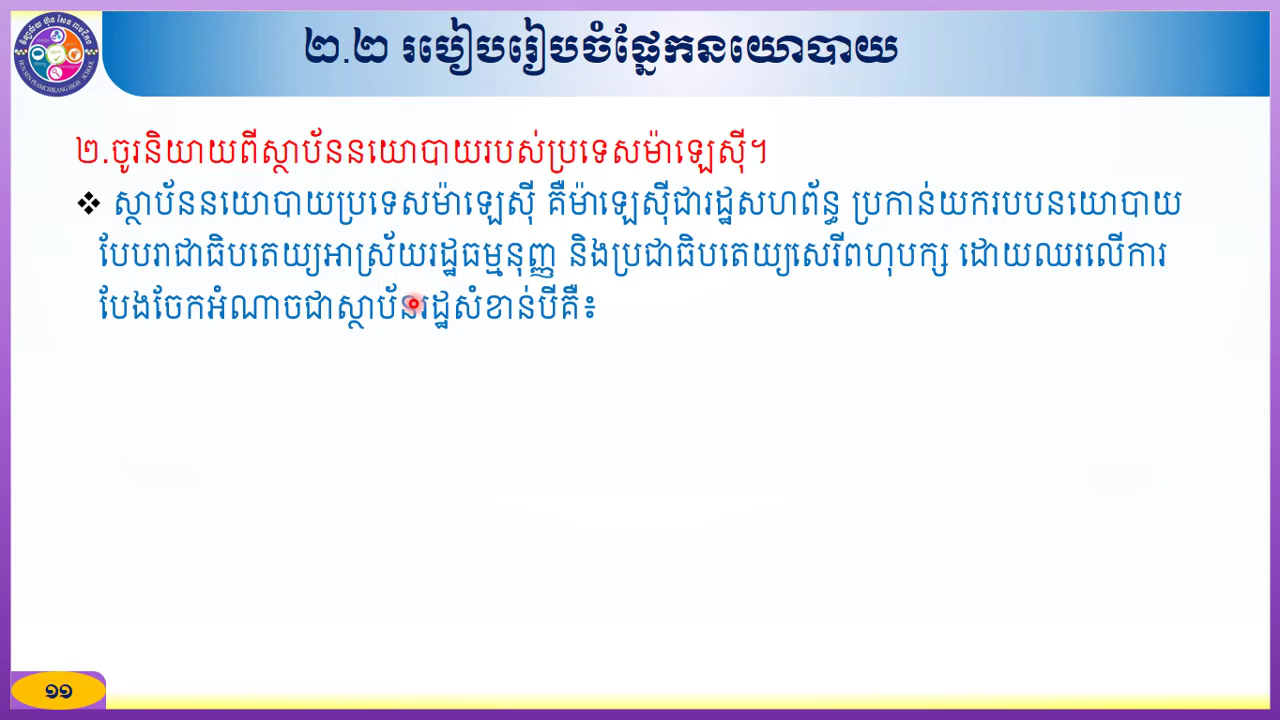 ២.២ របៀបរៀបចំផ្នែកនយោបាយ
២.ចូរនិយាយពីស្ថាប័ននយោបាយរបស់ប្រទេសម៉ាឡេស៊ី។
❖ ស្ថាប័ននយោបាយប្រទេសម៉ាឡេស៊ី គឺម៉ាឡេស៊ីជារដ្ឋសហព័ន្ធ ប្រកាន់យករបបនយោបាយ
បែបរាជាធិបតេយ្យអាស្រ័យរដ្ឋធម្មនុញ្ញ និងប្រជាធិបតេយ្យសេរីពហុបក្ស ដោយឈរលើការ
បែងចែកអំណាចជាស្ថាប័នរដ្ឋសំខាន់បីគឺ៖
១១